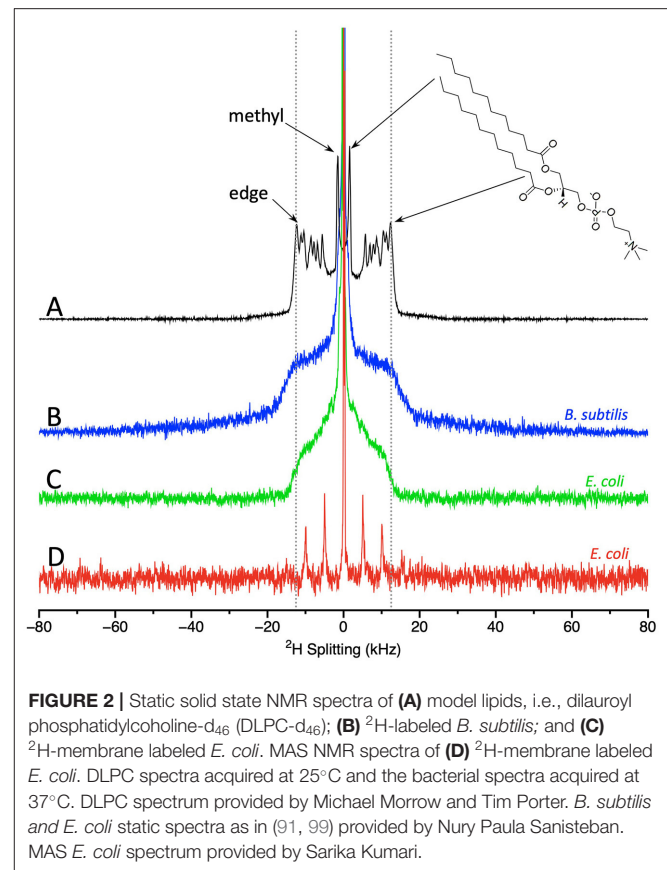 methyl
edge
O
O
O
O
H
O
P
O
O
N
A
B
B. subtilis
C
E. coli
D
E. coli
−80
−60
−40
−20
0
20
40
60
80
²H Splitting (kHz)
FIGURE 2 | Static solid state NMR spectra of (A) model lipids, i.e., dilauroyl
phosphatidylcoholine-d₄₆ (DLPC-d₄₆); (B) ²H-labeled B. subtilis; and (C)
²H-membrane labeled E. coli. MAS NMR spectra of (D) ²H-membrane labeled
E. coli. DLPC spectra acquired at 25°C and the bacterial spectra acquired at
37°C. DLPC spectrum provided by Michael Morrow and Tim Porter. B. subtilis
and E. coli static spectra as in (91, 99) provided by Nury Paula Sanisteban.
MAS E. coli spectrum provided by Sarika Kumari.